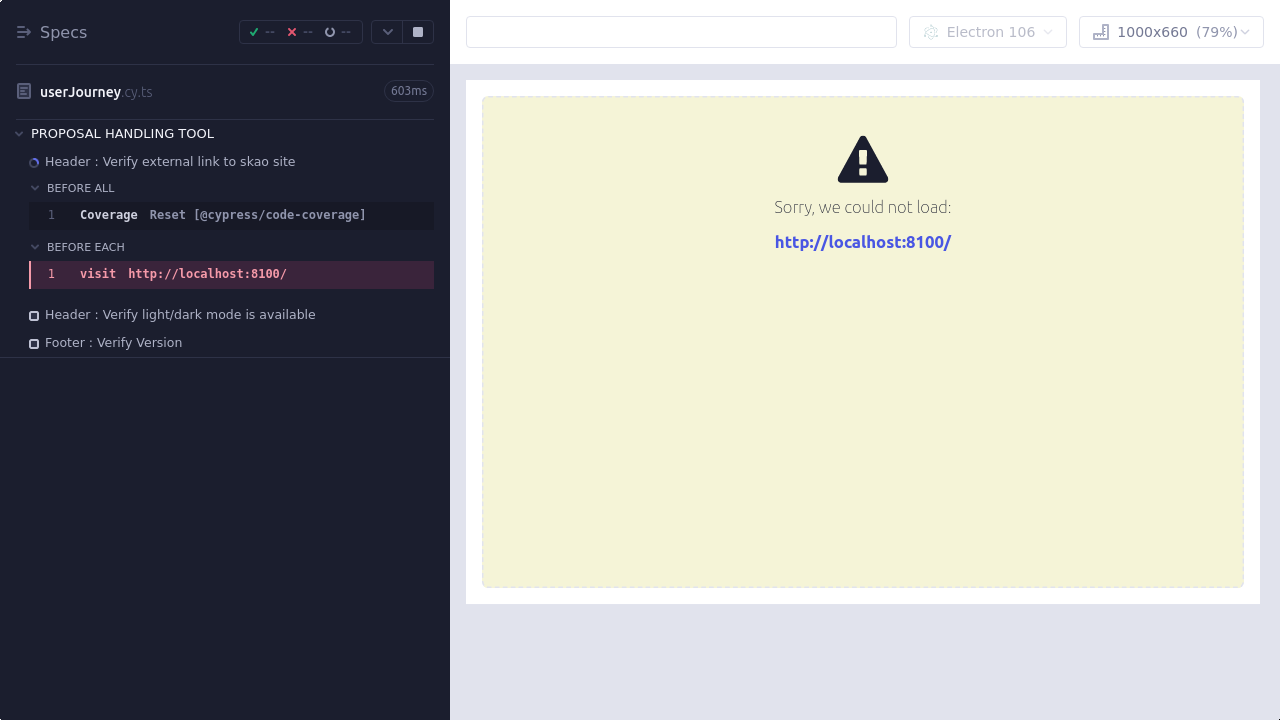 Specs
-- -- --
Electron 106
1000x660 (79%)
userJourney.cy.ts
603ms
PROPOSAL HANDLING TOOL
Header : Verify external link to skao site
BEFORE ALL
1 Coverage Reset [@cypress/code-coverage]
BEFORE EACH
1 visit http://localhost:8100/
Header : Verify light/dark mode is available
Footer : Verify Version
Sorry, we could not load:
http://localhost:8100/